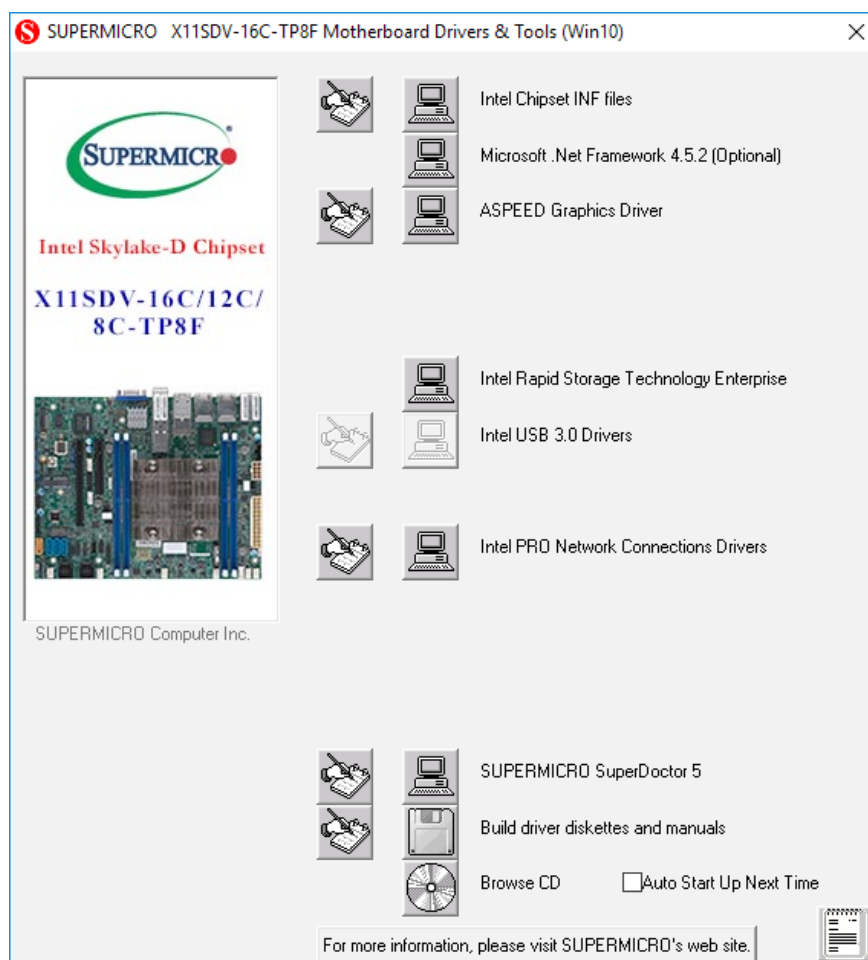 SUPERMICRO X11SDV-16C-TP8F Motherboard Drivers & Tools (Win10)
SUPERMICRO
Intel Skylake-D Chipset
X11SDV-16C/12C/
8C-TP8F
SUPERMICRO Computer Inc.
Intel Chipset INF files
Microsoft .Net Framework 4.5.2 (Optional)
ASPEED Graphics Driver
Intel Rapid Storage Technology Enterprise
Intel USB 3.0 Drivers
Intel PRO Network Connections Drivers
SUPERMICRO SuperDoctor 5
Build driver diskettes and manuals
Browse CD
Auto Start Up Next Time
For more information, please visit SUPERMICRO's web site.